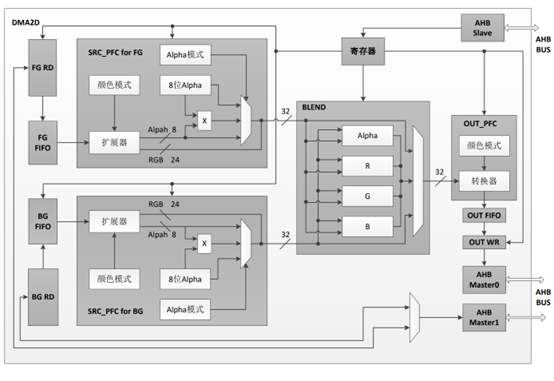 DMA2D
AHB Slave
AHB BUS
FG RD
SRC_PFC for FG
Alpha模式
寄存器
颜色模式
8位Alpha
X
FG FIFO
扩展器
Alpah 8
RGB 24
32
BLEND
Alpha
R
G
B
32
OUT_PFC
颜色模式
转换器
OUT FIFO
OUT WR
AHB Master0
AHB BUS
AHB Master1
BG FIFO
扩展器
RGB 24
Alpah 8
X
32
BG RD
颜色模式
8位Alpha
Alpha模式
SRC_PFC for BG